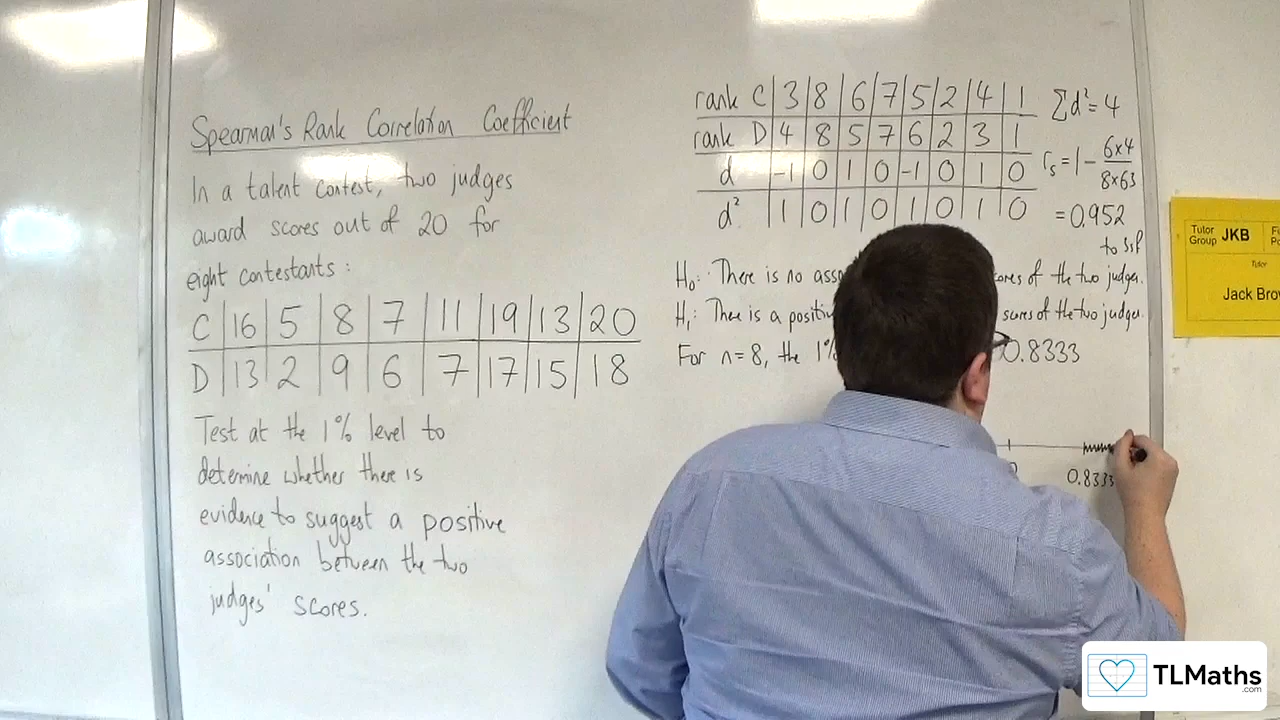 Spearman's Rank Correlation Coefficient
In a talent contest, two judges
award scores out of 20 for
eight contestants :
C 16 5 8 7 11 19 13 20
D 13 2 9 6 7 17 15 18
Test at the 1% level to
determine whether there is
evidence to suggest a positive
association between the two
judges' scores.
rank C 3 8 6 7 5 2 4 1
rank D 4 8 5 7 6 2 3 1
d -1 0 1 0 -1 0 1 0
d² 1 0 1 0 1 0 1 0
∑d² = 4
rₛ = 1 - 6×4/8×63
= 0.952
to 3sf
H₀: There is no scores of the two judges.
H₁: There is a scores of the two judges.
For n=8, the 1% 0.8333
0.8333
Tutor
Group JKB
Tutor
Jack
TLMaths
.com